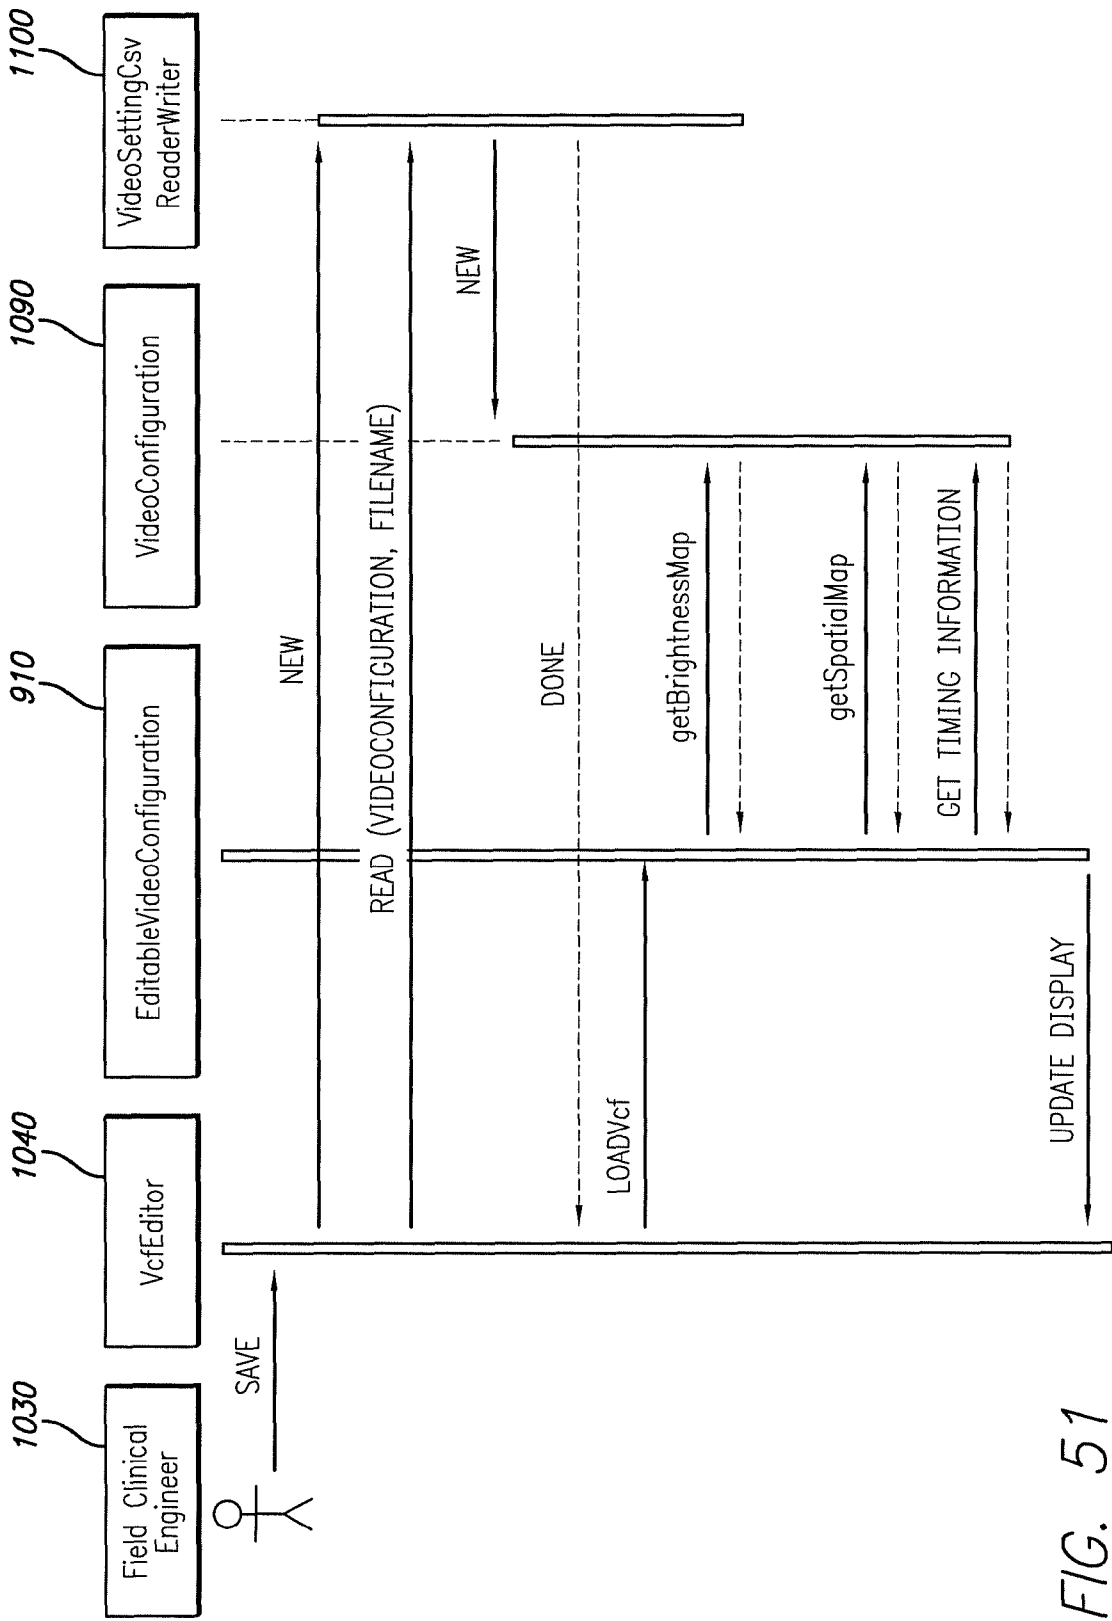 1030
1040
910
1090
1100
Field Clinical
Engineer
VcfEditor
EditableVideoConfiguration
VideoConfiguration
VideoSettingCsv
ReaderWriter
SAVE
NEW
READ (VIDEOCONFIGURATION, FILENAME)
NEW
DONE
LOADVcf
getBrightnessMap
getSpatialMap
GET TIMING INFORMATION
UPDATE DISPLAY
FIG. 51